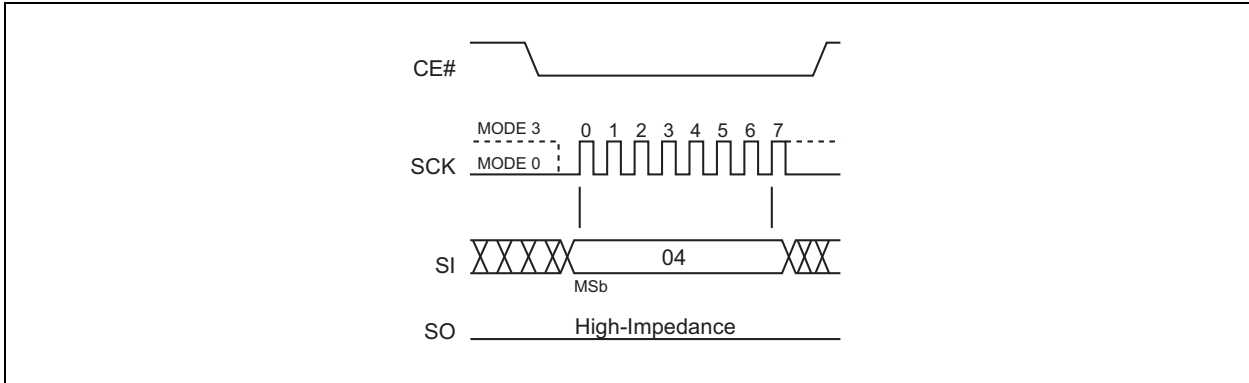 CE#
MODE 3
0 1 2 3 4 5 6 7
SCK
MODE 0
SI
04
MSb
SO
High-Impedance